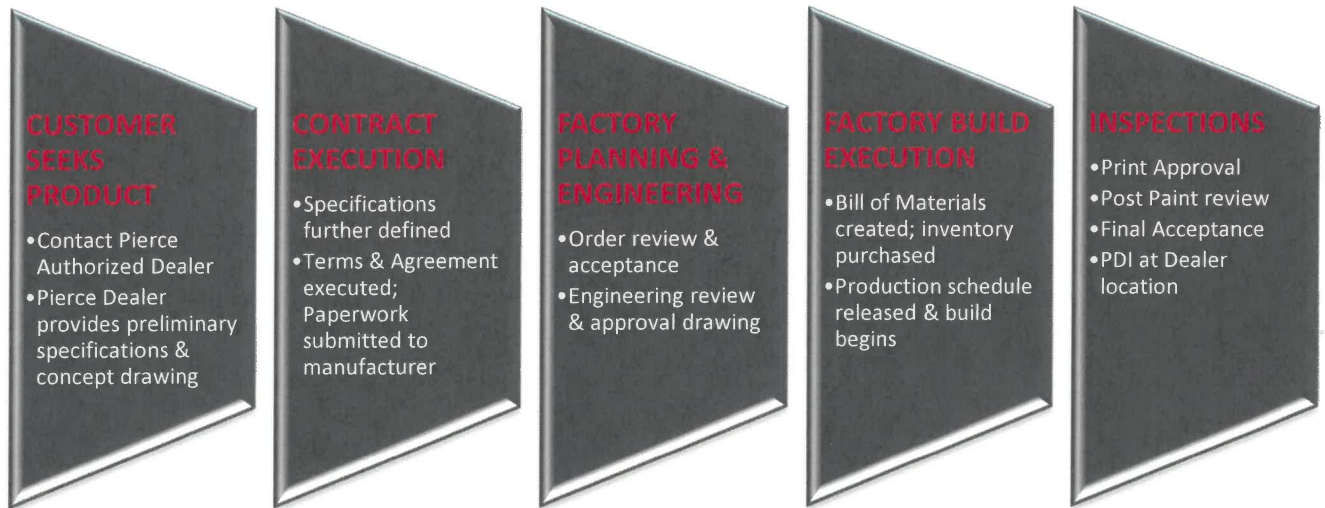 CUSTOMER
SEEKS
PRODUCT
•Contact Pierce
Authorized Dealer
•Pierce Dealer
provides preliminary
specifications &
concept drawing
CONTRACT
EXECUTION
•Specifications
further defined
•Terms & Agreement
executed;
Paperwork
submitted to
manufacturer
FACTORY
PLANNING &
ENGINEERING
•Order review &
acceptance
•Engineering review
& approval drawing
FACTORY BUILD
EXECUTION
•Bill of Materials
created; inventory
purchased
•Production schedule
released & build
begins
INSPECTIONS
•Print Approval
•Post Paint review
•Final Acceptance
•PDI at Dealer
location